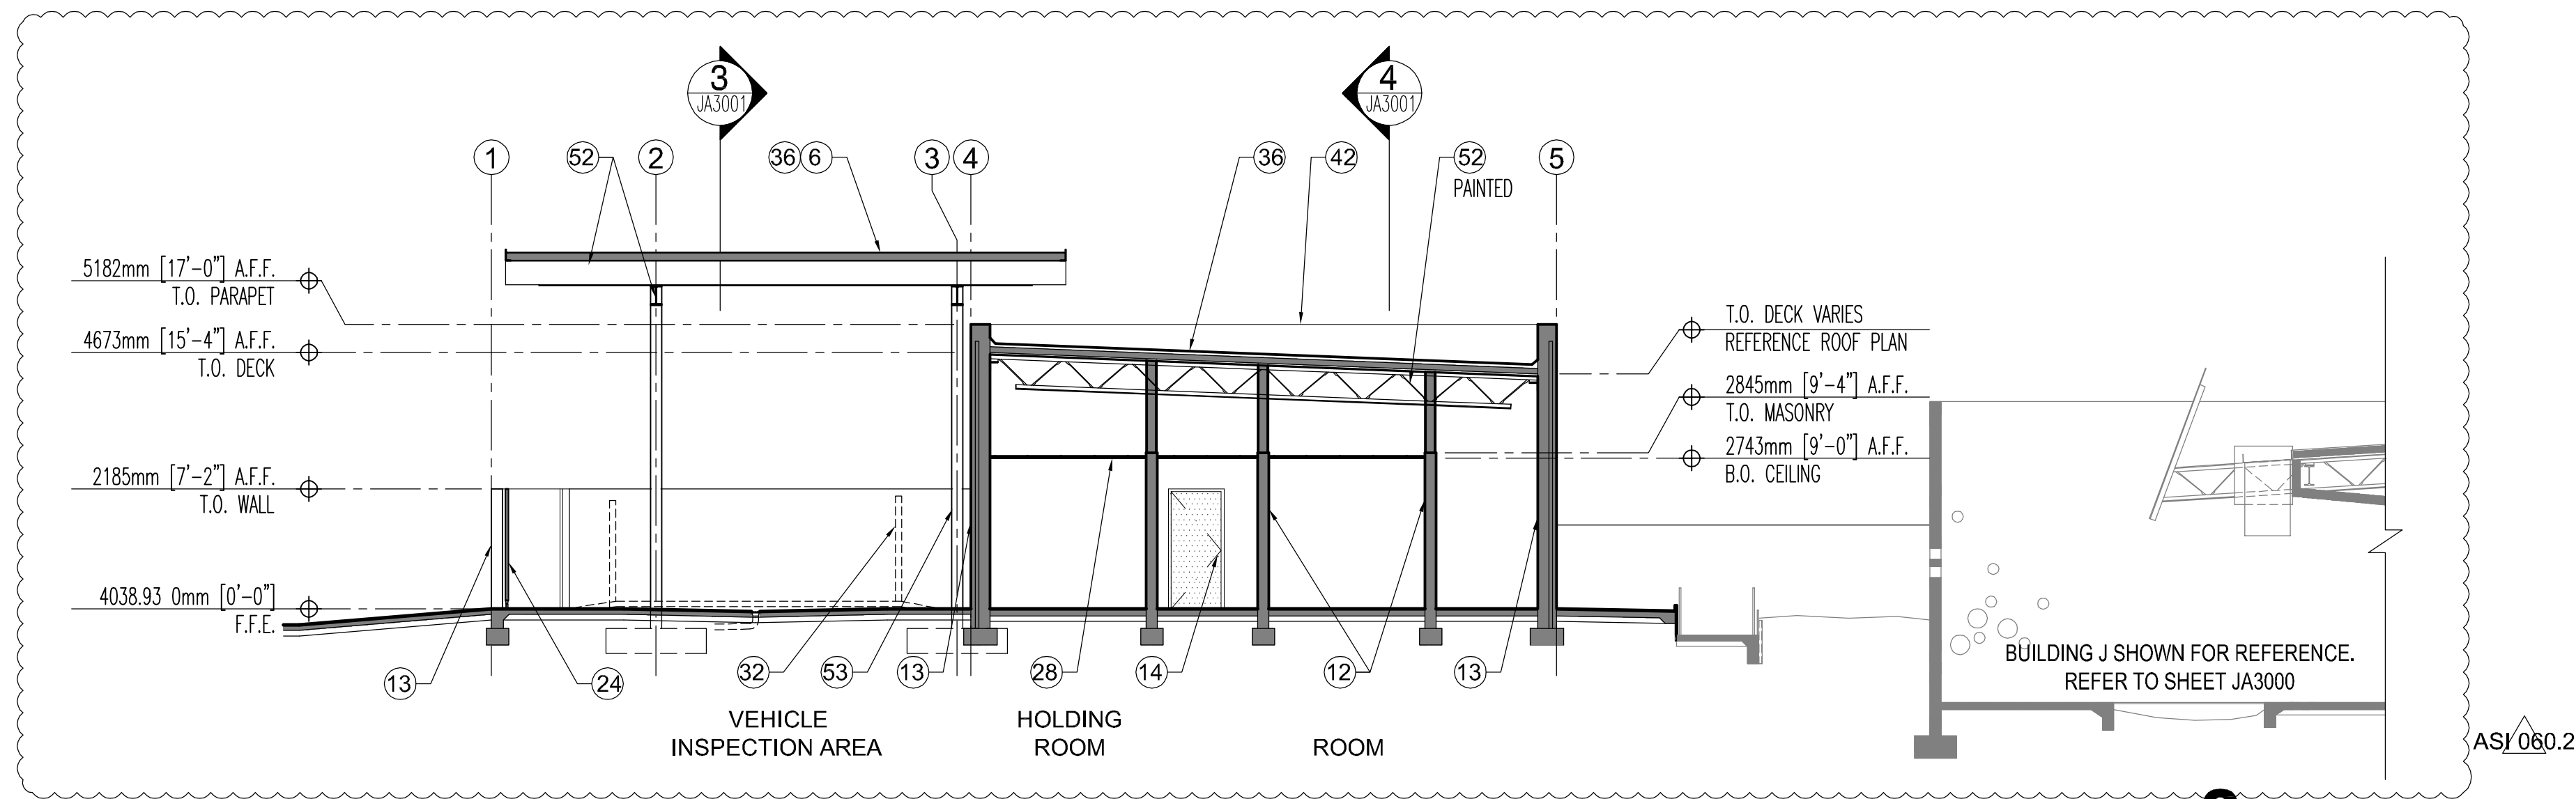 3
JA3001
4
JA3001
1
52
2
36
6
3
4
36
42
52
PAINTED
5
5182mm [17'-0"] A.F.F.
T.O. PARAPET
4673mm [15'-4"] A.F.F.
T.O. DECK
2185mm [7'-2"] A.F.F.
T.O. WALL
4038.93 0mm [0'-0"]
F.F.E.
T.O. DECK VARIES
REFERENCE ROOF PLAN
2845mm [9'-4"] A.F.F.
T.O. MASONRY
2743mm [9'-0"] A.F.F.
B.O. CEILING
BUILDING J SHOWN FOR REFERENCE.
REFER TO SHEET JA3000
13
24
32
53
13
28
14
12
13
VEHICLE
INSPECTION AREA
HOLDING
ROOM
ROOM
ASI 060.2